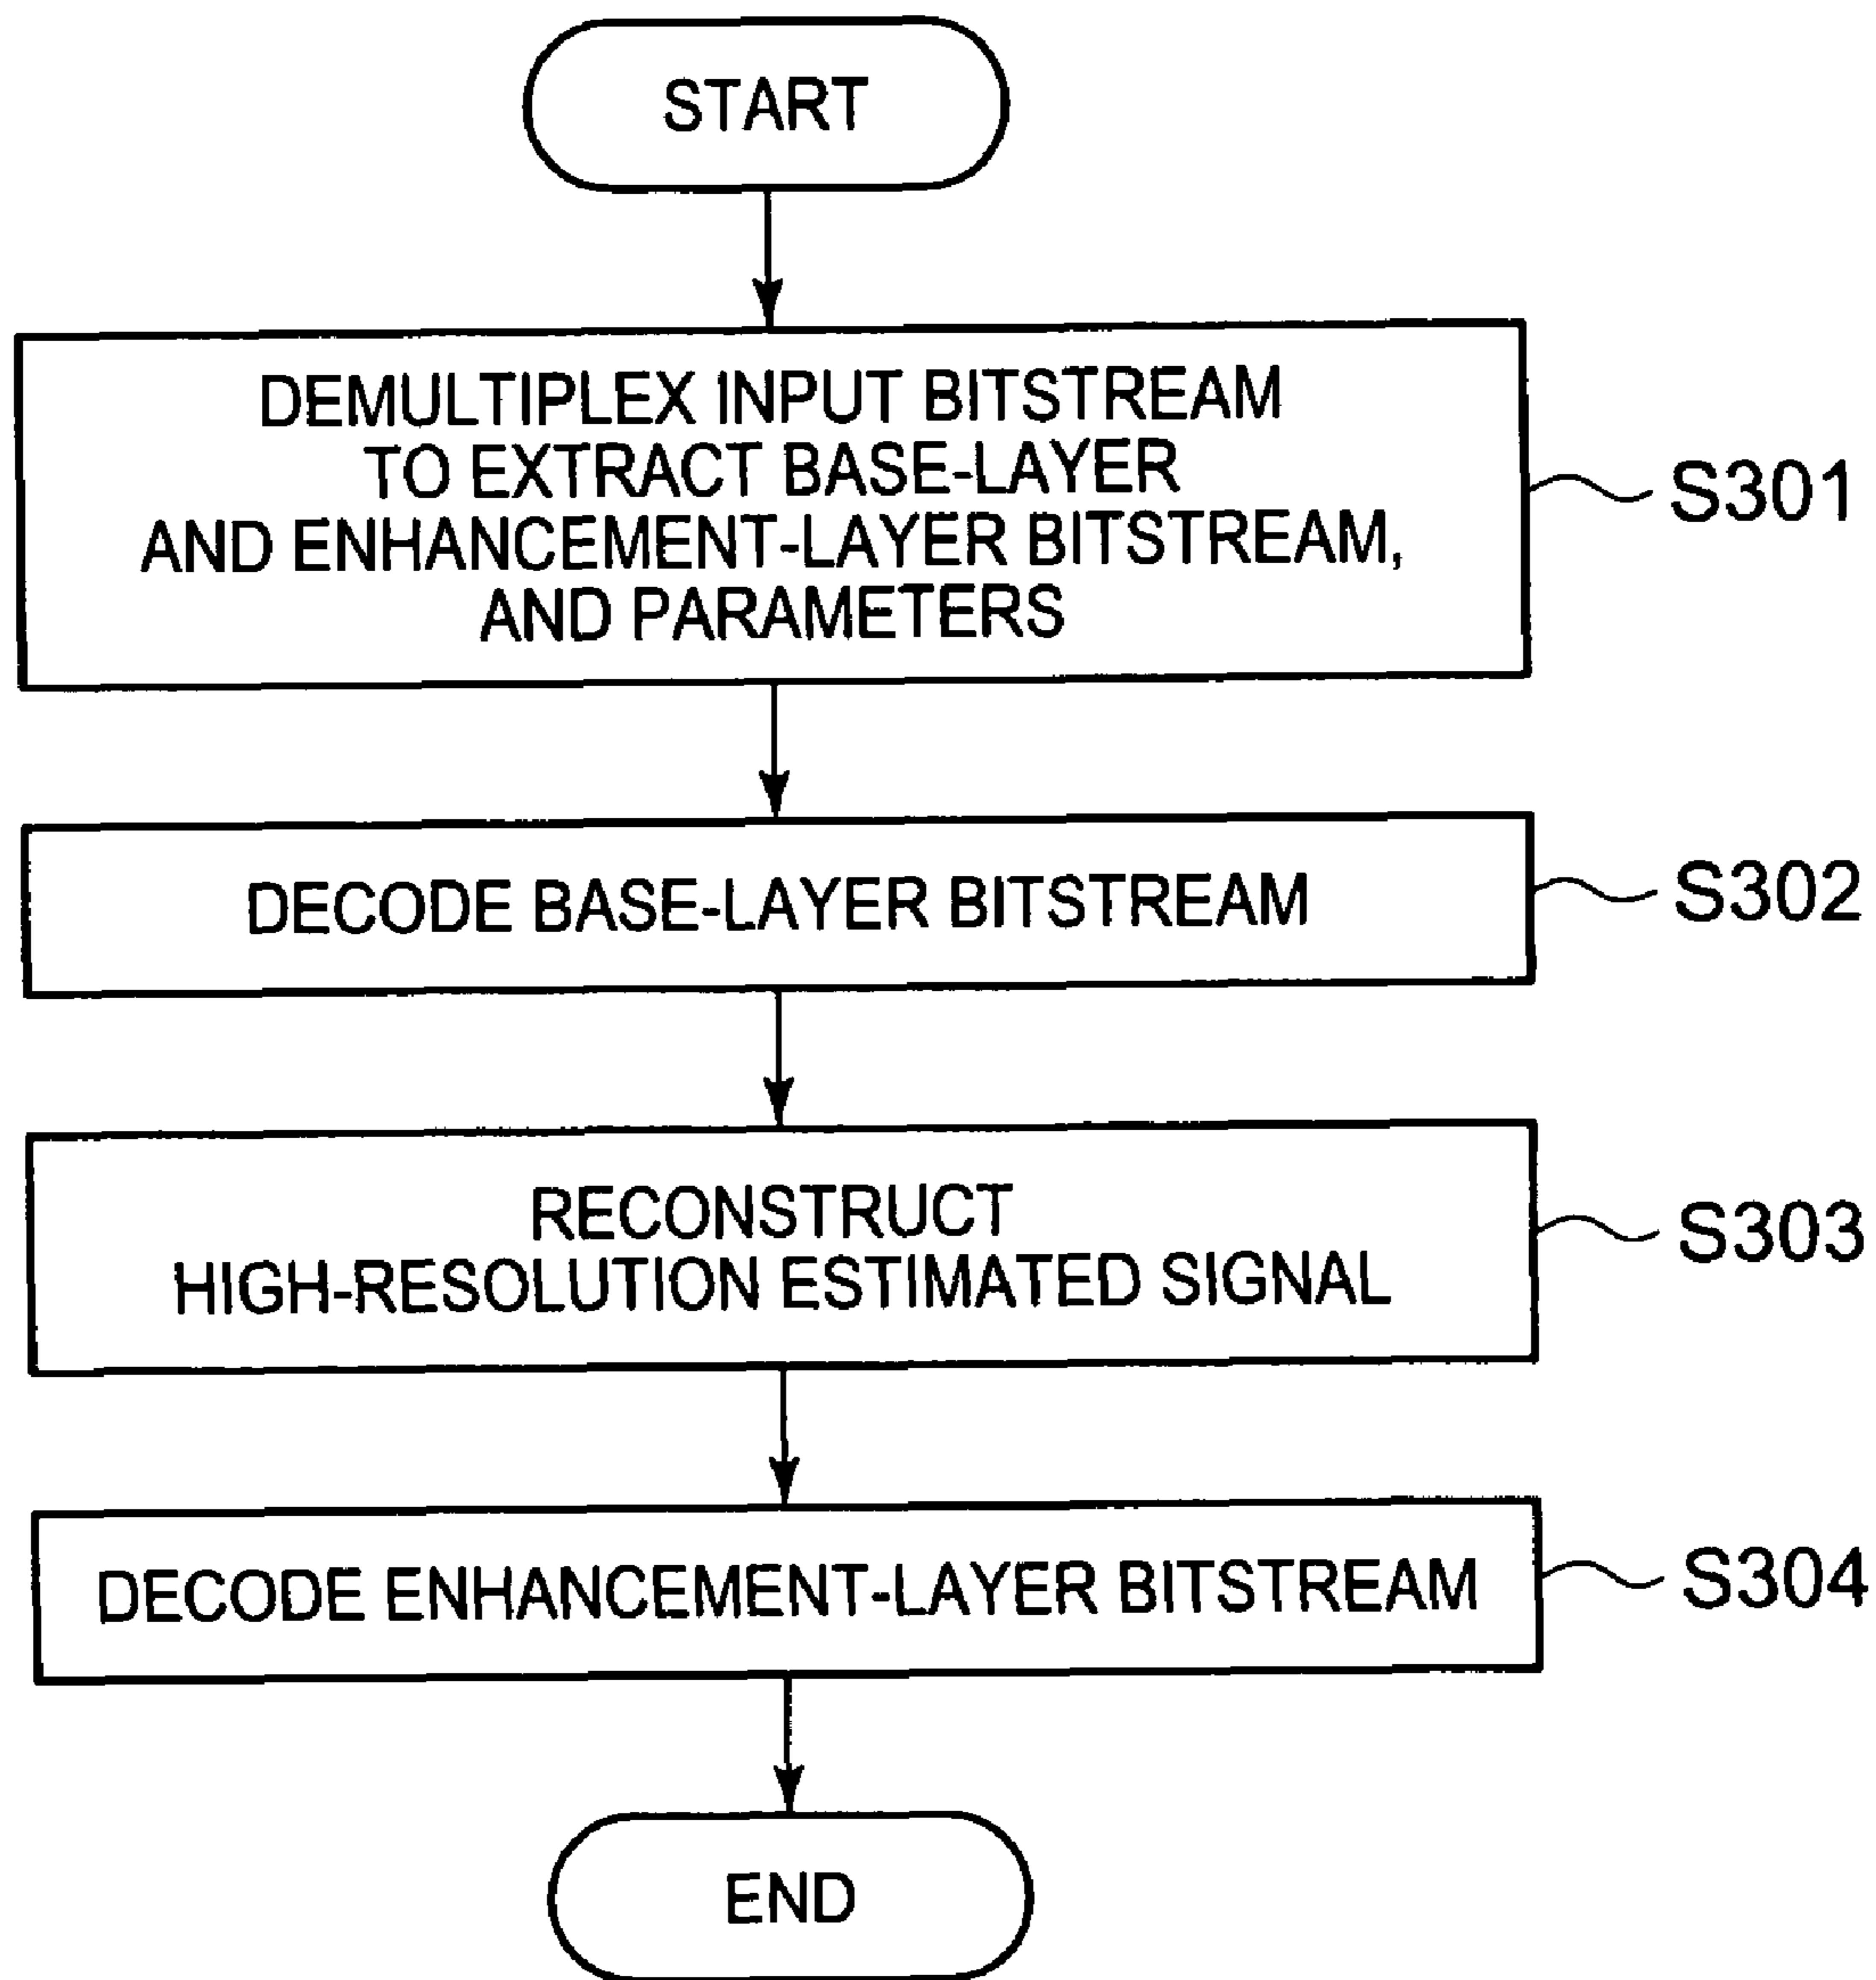 START
DEMULTIPLEX INPUT BITSTREAM
TO EXTRACT BASE-LAYER
AND ENHANCEMENT-LAYER BITSTREAM,
AND PARAMETERS
S301
DECODE BASE-LAYER BITSTREAM
S302
RECONSTRUCT
HIGH-RESOLUTION ESTIMATED SIGNAL
S303
DECODE ENHANCEMENT-LAYER BITSTREAM
S304
END